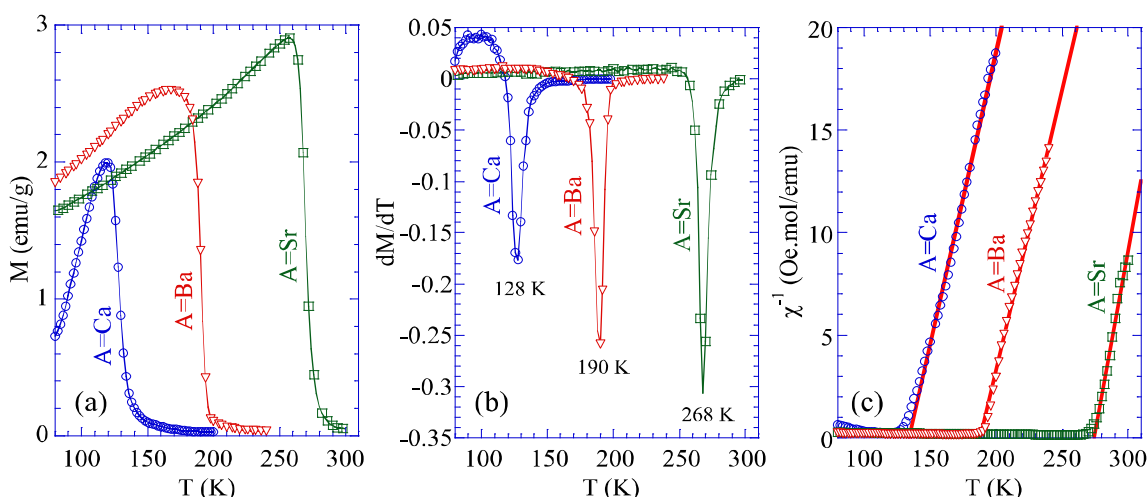 3
2
1
0
M (emu/g)
A=Ca
A=Ba
A=Sr
(a)
100 150 200 250 300
T (K)
0.05
0
-0.05
-0.1
-0.15
-0.2
-0.25
-0.3
-0.35
dM/dT
A=Ca
A=Ba
A=Sr
128 K
190 K
268 K
(b)
100 150 200 250 300
T (K)
20
15
10
5
0
χ⁻¹ (Oe.mol/emu)
A=Ca
A=Ba
A=Sr
(c)
100 150 200 250 300
T (K)